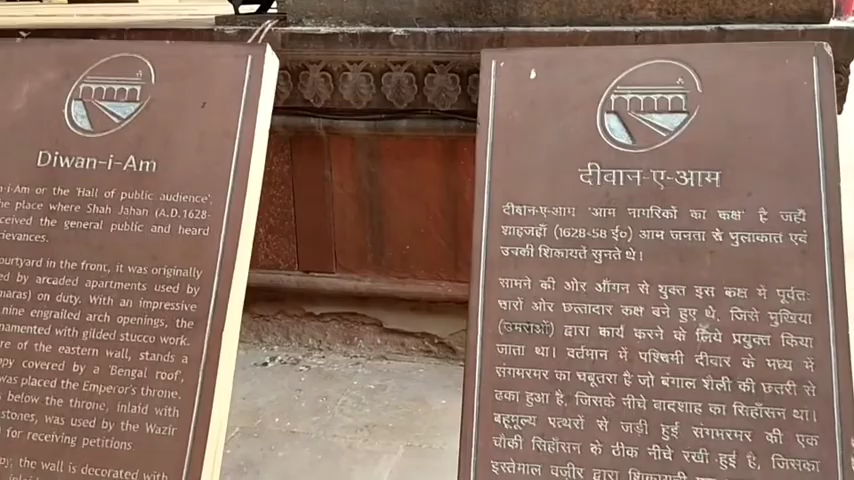 Diwan-i-Am
i-Am or the "Hall of public audience",
place where Shah Jahan (A.D.1628-
ceived the general public and heard
rievances.
courtyard in the front, it was originally
by arcaded apartments used by
maras) on duty. With an impressive
nine engrailed arch openings, the
rnamented with gilded stucco work.
re of the eastern wall, stands a
py covered by a 'Bengal roof',
was placed the Emperor's throne.
below the throne, inlaid with
stones, was used by the Wazir
for receiving petitions.
the wall is decorated with
दीवान-ए-आम
दीवान-ए-आम 'आम नागरिकों का कक्ष' है जहाँ
शाहजहाँ (1628-58 ई०) आम जनता से मुलाकात एवं
उनकी शिकायतें सुनते थे।
सामने की ओर आँगन से युक्त इस कक्ष में पूर्वतः
चारों ओर छत्तादार कक्ष बने हुए थे, जिसे मुखिया
(उमराओं) द्वारा कार्य करने के लिए प्रयुक्त किया
जाता था। वर्तमान में पश्चिमी दीवार के मध्य में
संगमरमर का चबूतरा है जो बंगाल शैली की छतरी से
ढका हुआ है, जिसके नीचे बादशाह का सिंहासन था।
सिंहासन के ठीक नीचे रखी हुई संगमरमर की एक
चौकी बहुमूल्य पत्थरों से जड़ी हुई है, जिसका
इस्तेमाल वजीर द्वारा शिकायती